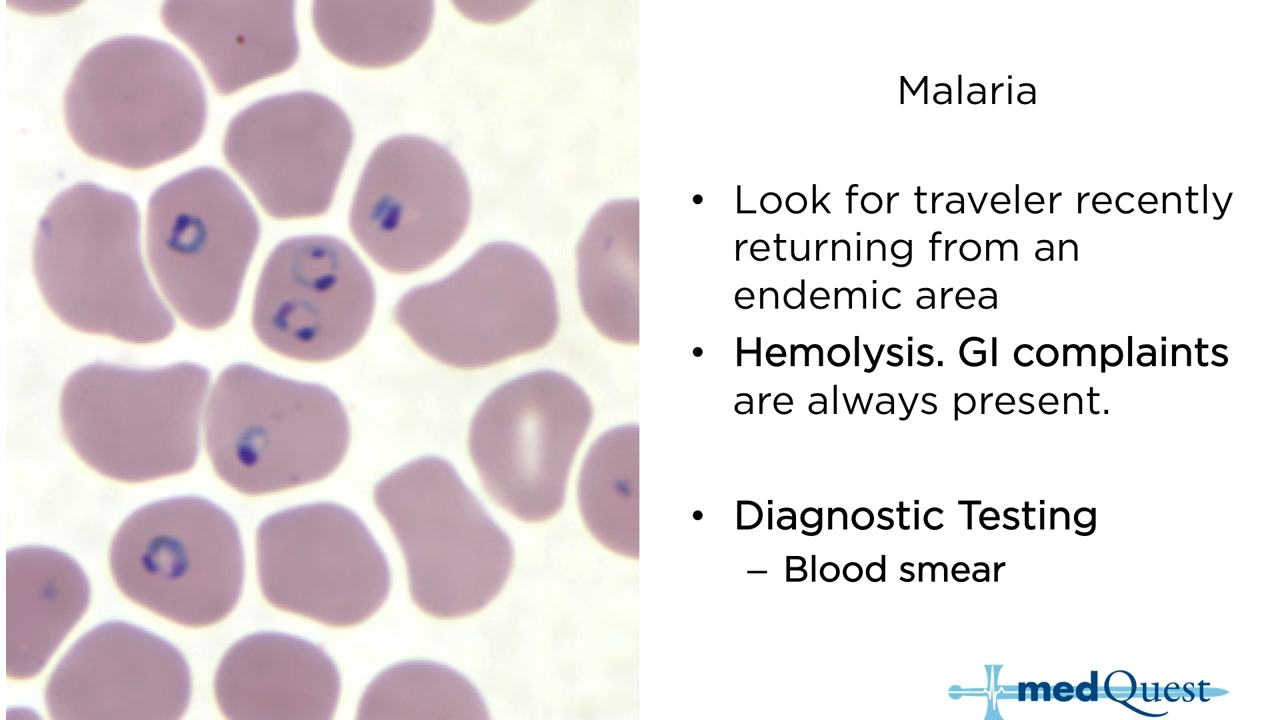 Malaria
• Look for traveler recently
returning from an
endemic area
• Hemolysis. GI complaints
are always present.
• Diagnostic Testing
– Blood smear
medQuest